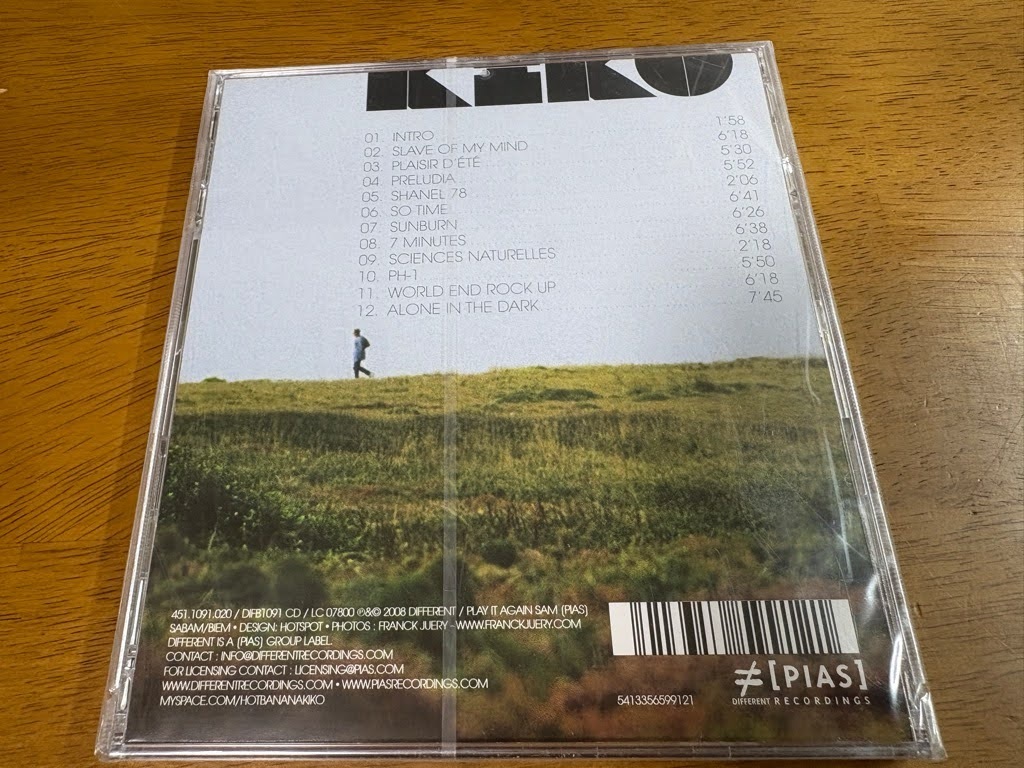 KIKO
01. INTRO 1'58
02. SLAVE OF MY MIND 6'18
03. PLAISIR D'ÉTÉ 5'30
04. PRELUDIA 5'52
05. SHANEL 78 2'06
06. SO TIME 6'41
07. SUNBURN 6'26
08. 7 MINUTES 6'38
09. SCIENCES NATURELLES 2'18
10. PH-1 5'50
11. WORLD END ROCK UP 6'18
12. ALONE IN THE DARK 7'45
451.1091.020 / DIFB1091 CD / LC 07800 ℗&© 2008 DIFFERENT / PLAY IT AGAIN SAM (PIAS)
SABAM/BIEM • DESIGN: HOTSPOT • PHOTOS : FRANCK JUERY - WWW.FRANCKJUERY.COM
DIFFERENT IS A (PIAS) GROUP LABEL.
CONTACT : INFO@DIFFERENTRECORDINGS.COM
FOR LICENSING CONTACT : LICENSING@PIAS.COM
WWW.DIFFERENTRECORDINGS.COM • WWW.PIASRECORDINGS.COM
MYSPACE.COM/HOTBANANAKIKO
5413356599121
≠ [PIAS]
DIFFERENT RECORDINGS